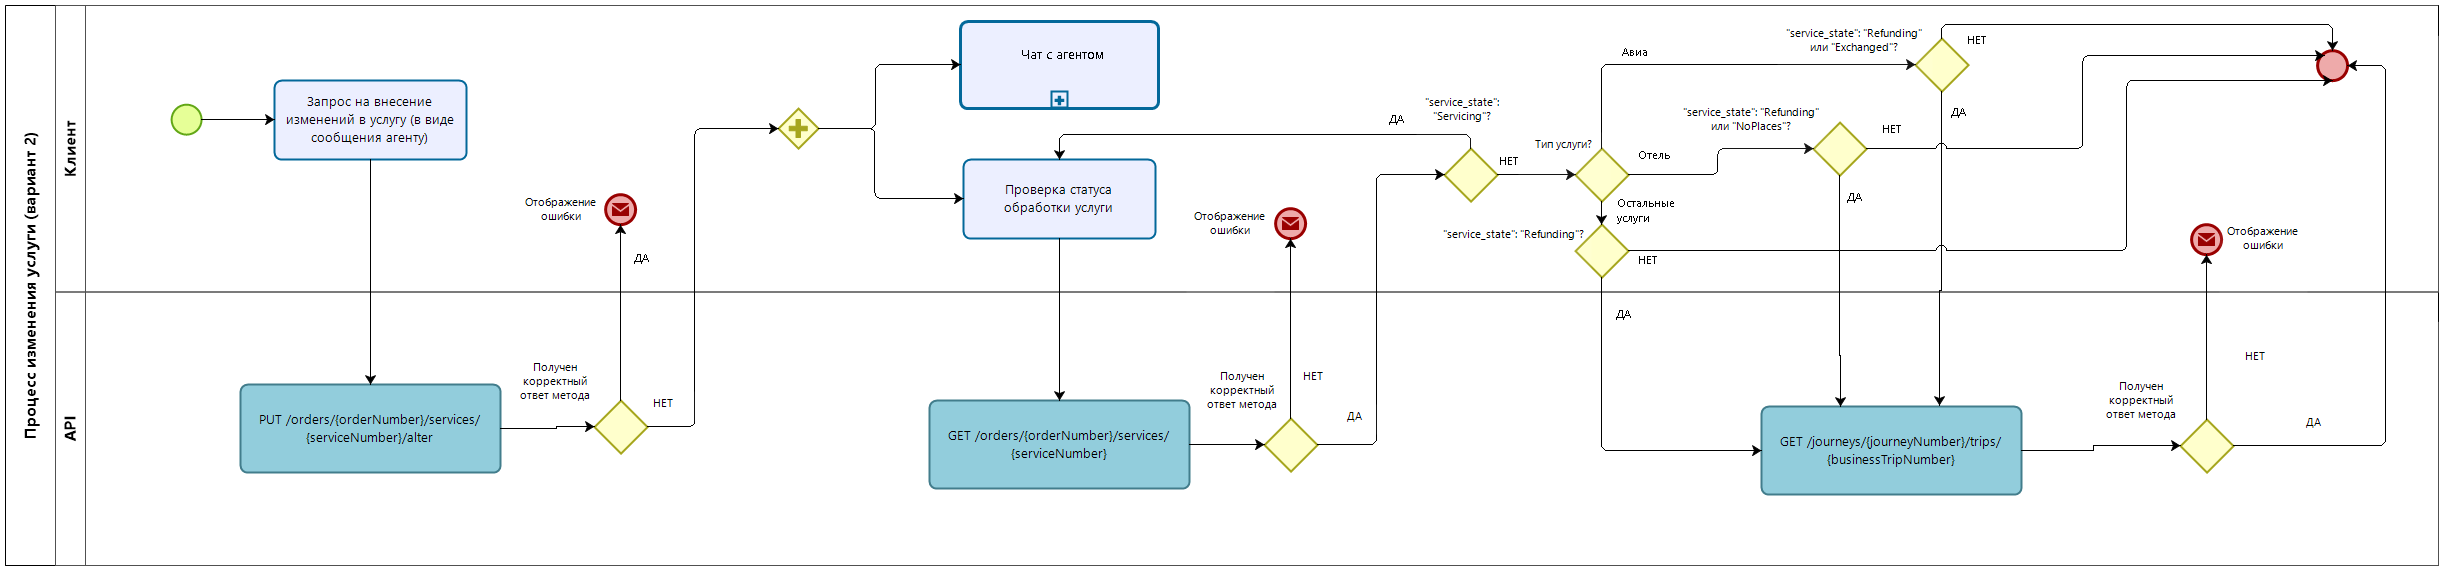 Процесс изменения услуги (вариант 2)
Клиент
API
Запрос на внесение
изменений в услугу (в виде
сообщения агенту)
PUT /orders/{orderNumber}/services/
{serviceNumber}/alter
Получен
корректный
ответ метода
Отображение
ошибки
ДА
НЕТ
Чат с агентом
Проверка статуса
обработки услуги
GET /orders/{orderNumber}/services/
{serviceNumber}
Получен
корректный
ответ метода
Отображение
ошибки
НЕТ
ДА
"service_state":
"Servicing"?
ДА
НЕТ
Тип услуги?
Авиа
Отель
Остальные
услуги
"service_state": "Refunding"
или "Exchanged"?
НЕТ
ДА
"service_state": "Refunding"
или "NoPlaces"?
НЕТ
ДА
"service_state": "Refunding"?
НЕТ
ДА
GET /journeys/{journeyNumber}/trips/
{businessTripNumber}
Получен
корректный
ответ метода
Отображение
ошибки
НЕТ
ДА